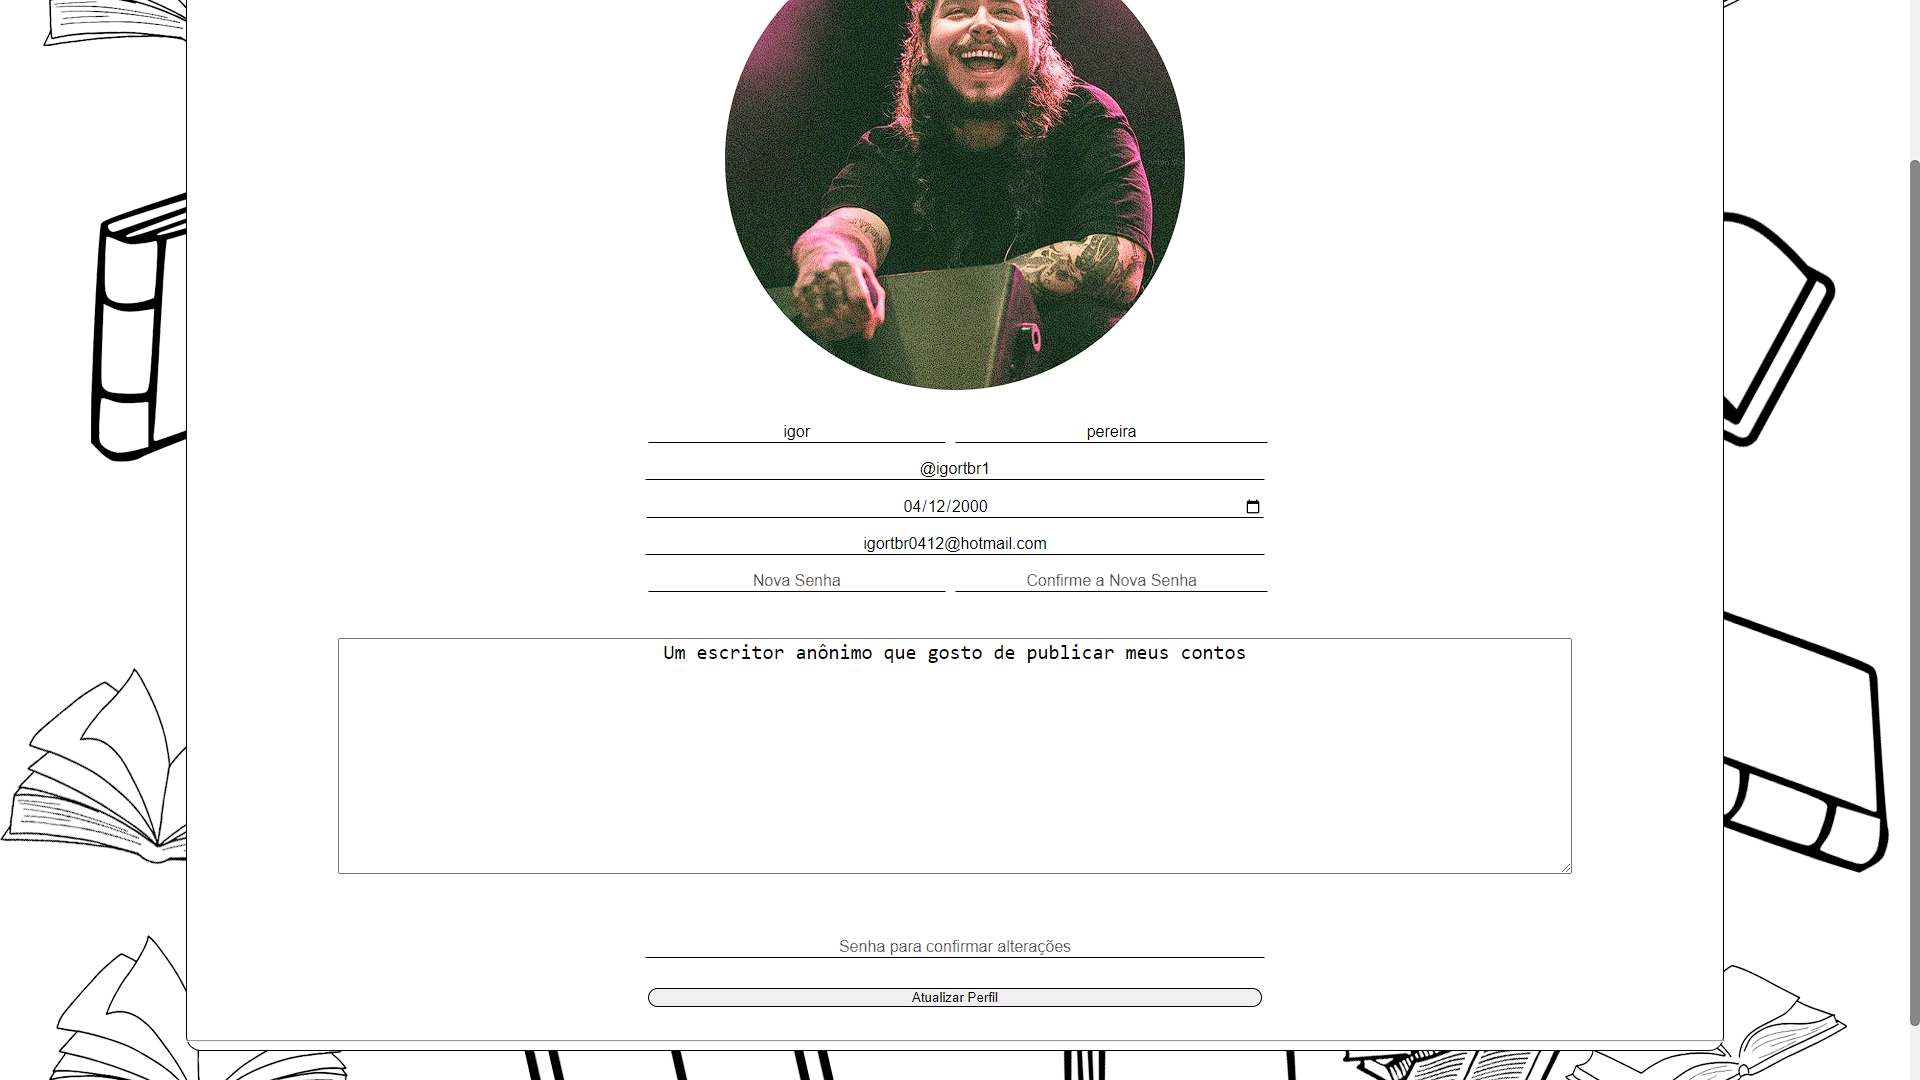 igor pereira
@igortbr1
04/12/2000
igortbr0412@hotmail.com
Nova Senha Confirme a Nova Senha
Um escritor anônimo que gosto de publicar meus contos
Senha para confirmar alterações
Atualizar Perfil